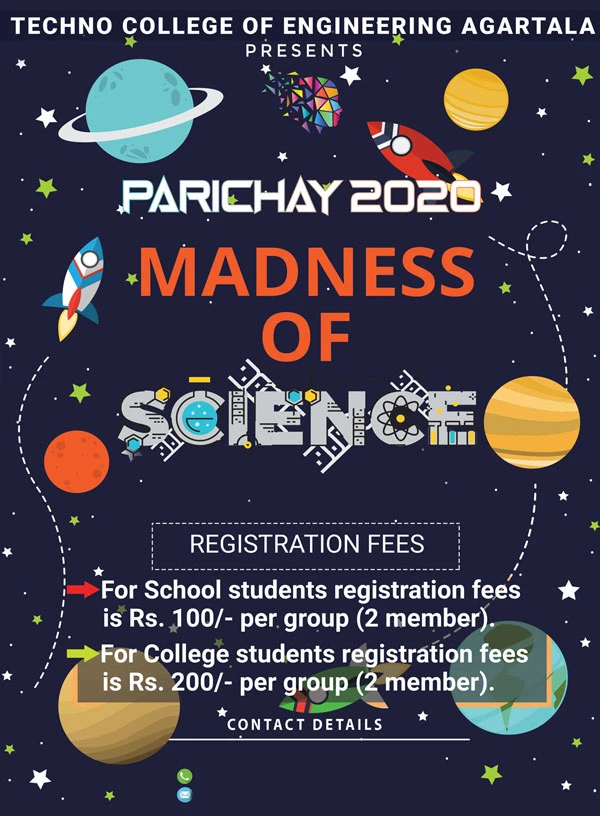 TECHNO COLLEGE OF ENGINEERING AGARTALA
PRESENTS
PARICHAY 2020
MADNESS
OF
SCIENCE
REGISTRATION FEES
For School students registration fees
is Rs. 100/- per group (2 member).
For College students registration fees
is Rs. 200/- per group (2 member).
CONTACT DETAILS